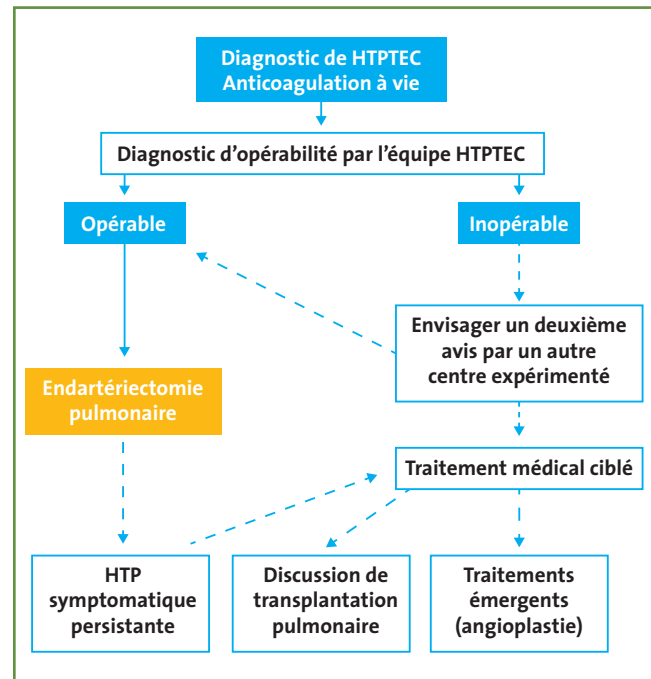 Diagnostic de HTPTEC
Anticoagulation à vie
Diagnostic d’opérabilité par l’équipe HTPTEC
Opérable
Inopérable
Envisager un deuxième
avis par un autre
centre expérimenté
Endartériectomie
pulmonaire
Traitement médical ciblé
HTP
symptomatique
persistante
Discussion de
transplantation
pulmonaire
Traitements
émergents
(angioplastie)